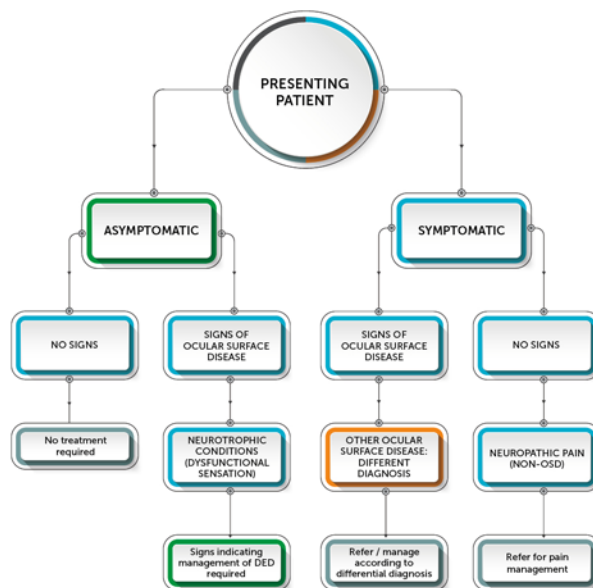 PRESENTING
PATIENT
ASYMPTOMATIC
SYMPTOMATIC
NO SIGNS
SIGNS OF
OCULAR SURFACE
DISEASE
SIGNS OF
OCULAR SURFACE
DISEASE
NO SIGNS
No treatment
required
NEUROTROPHIC
CONDITIONS
(DYSFUNCTIONAL
SENSATION)
OTHER OCULAR
SURFACE DISEASE:
DIFFERENT
DIAGNOSIS
NEUROPATHIC PAIN
(NON-OSD)
Signs indicating
management of DED
required
Refer / manage
according to
differential diagnosis
Refer for pain
management